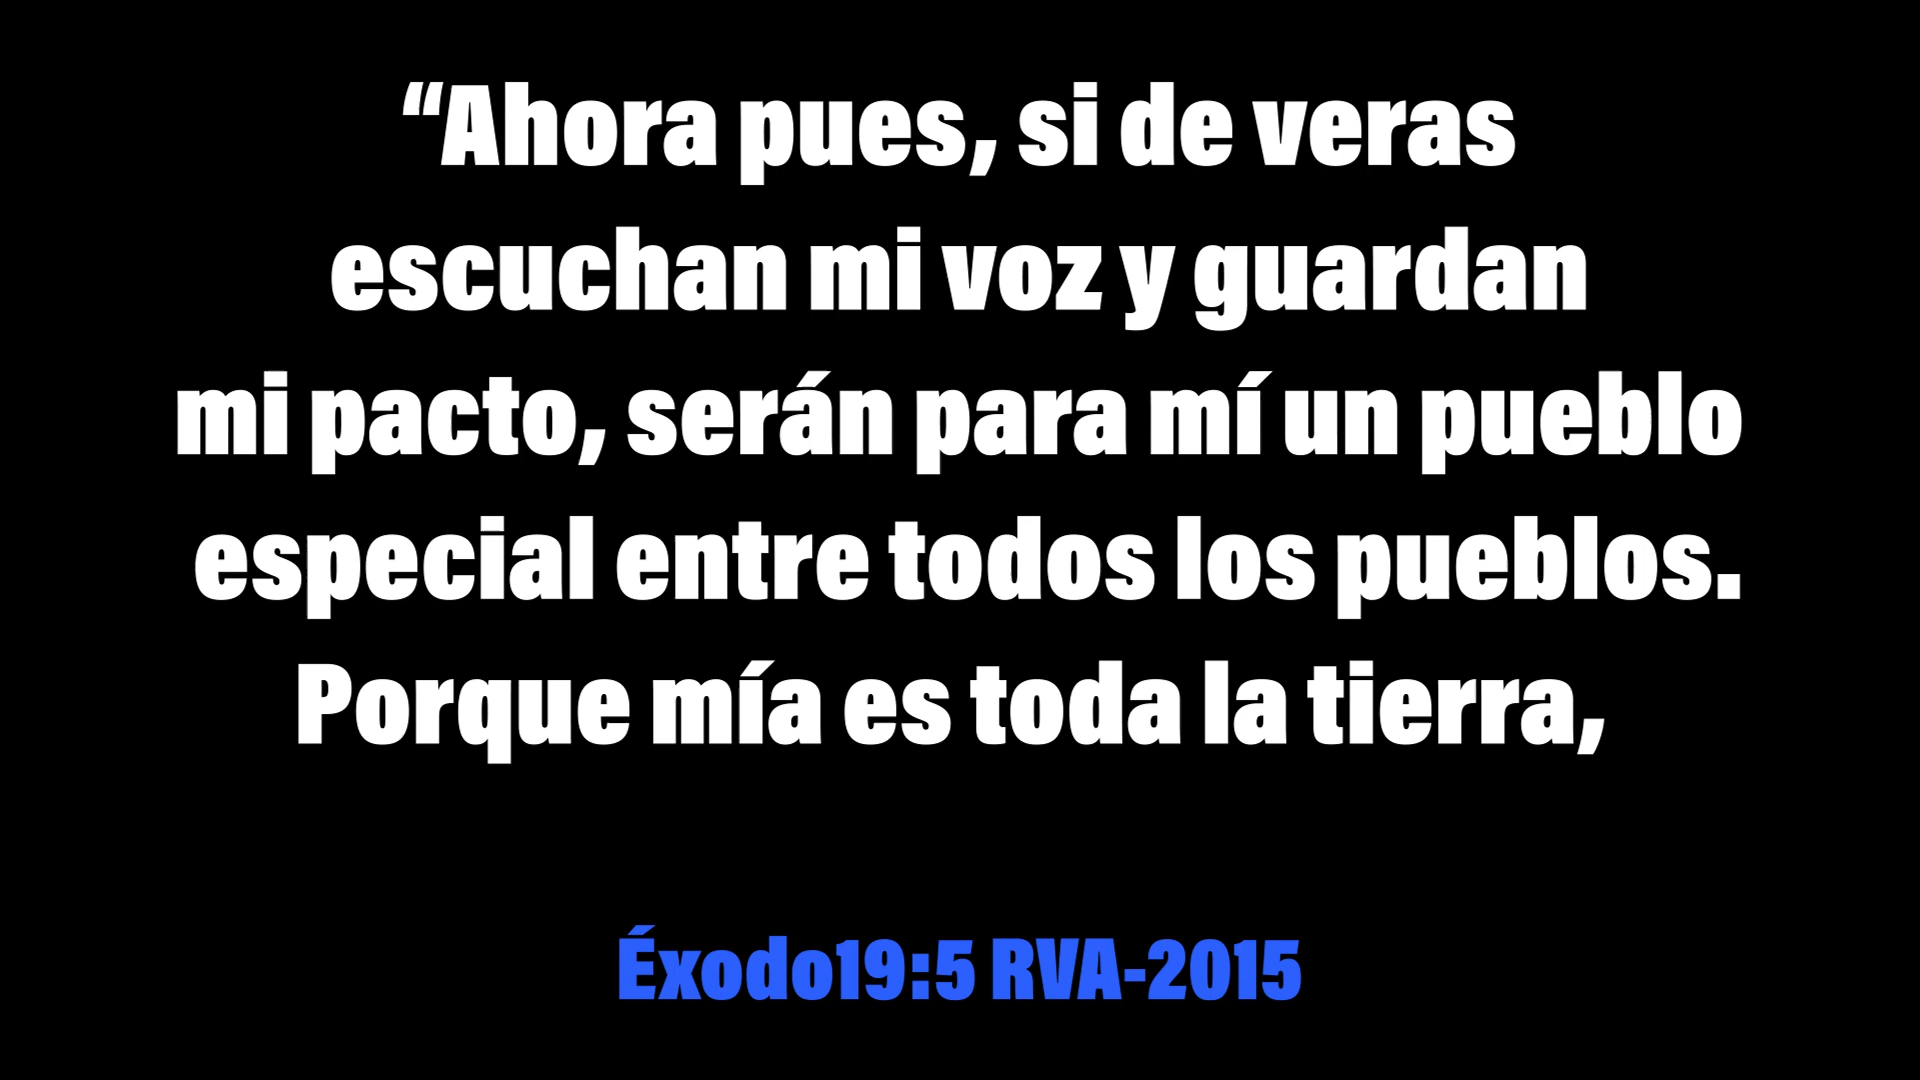 “Ahora pues, si de veras
escuchan mi voz y guardan
mi pacto, serán para mí un pueblo
especial entre todos los pueblos.
Porque mía es toda la tierra,
Éxodo19:5 RVA-2015